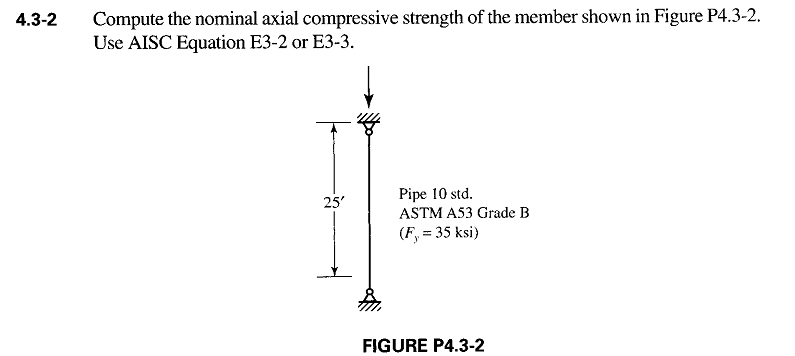 4.3-2 Compute the nominal axial compressive strength of the member shown in Figure P4.3-2.
Use AISC Equation E3-2 or E3-3.
25′
Pipe 10 std.
ASTM A53 Grade B
(Fy = 35 ksi)
FIGURE P4.3-2